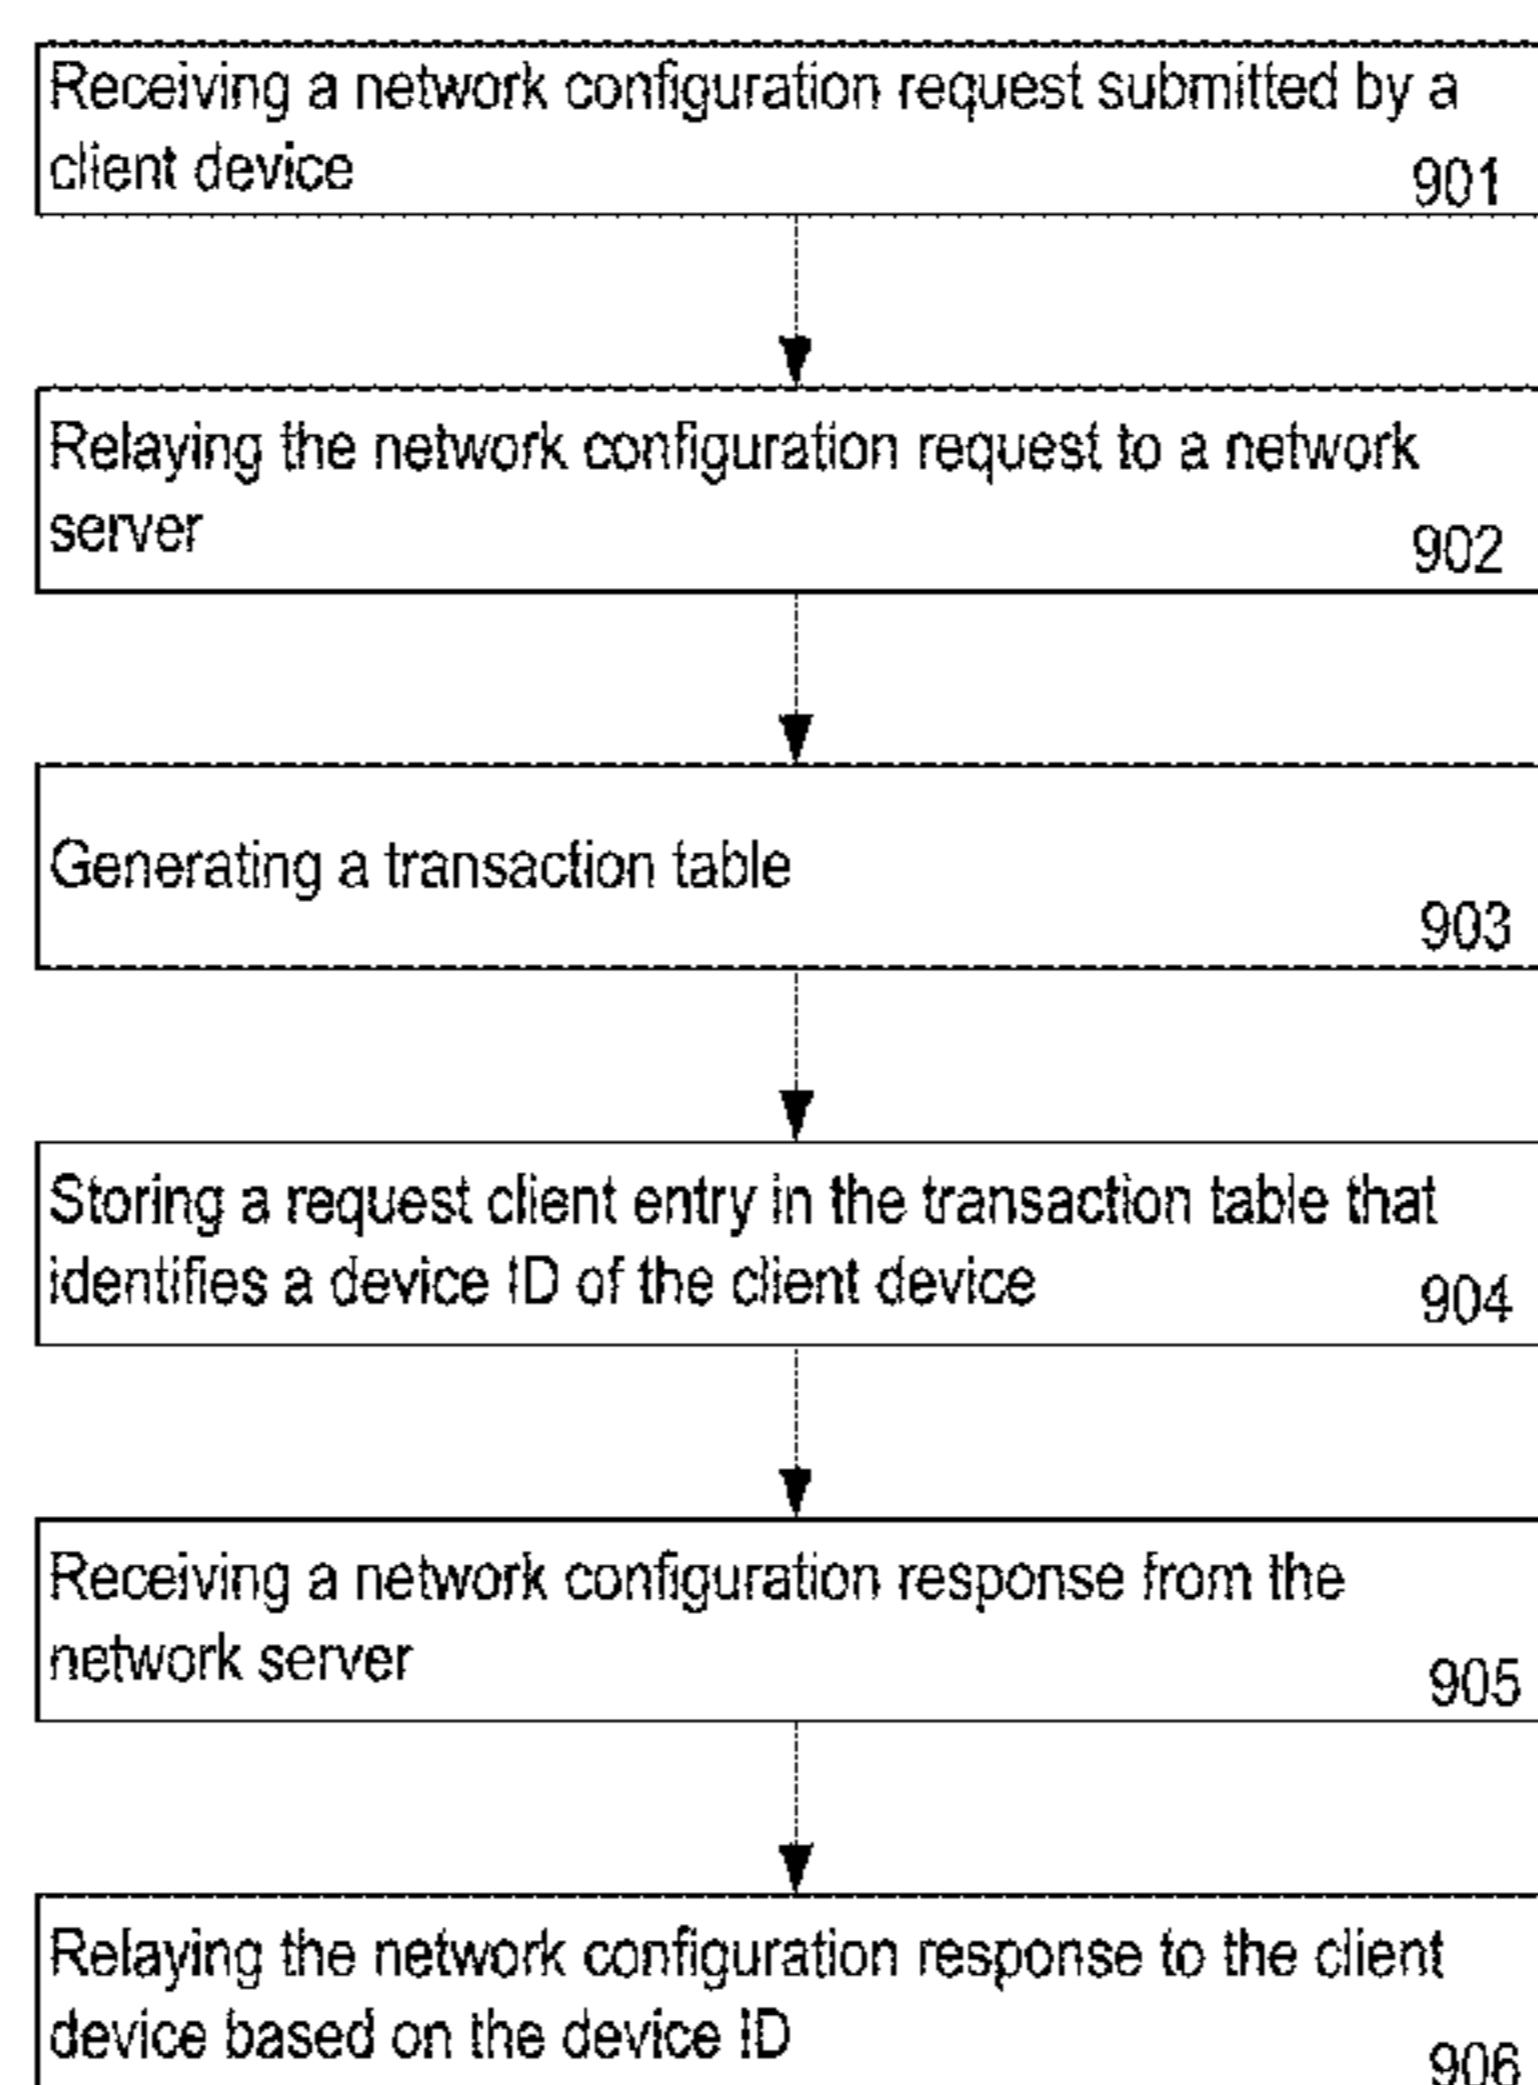 Receiving a network configuration request submitted by a
client device
901
Relaying the network configuration request to a network
server
902
Generating a transaction table
903
Storing a request client entry in the transaction table that
identifies a device ID of the client device
904
Receiving a network configuration response from the
network server
905
Relaying the network configuration response to the client
device based on the device ID
906